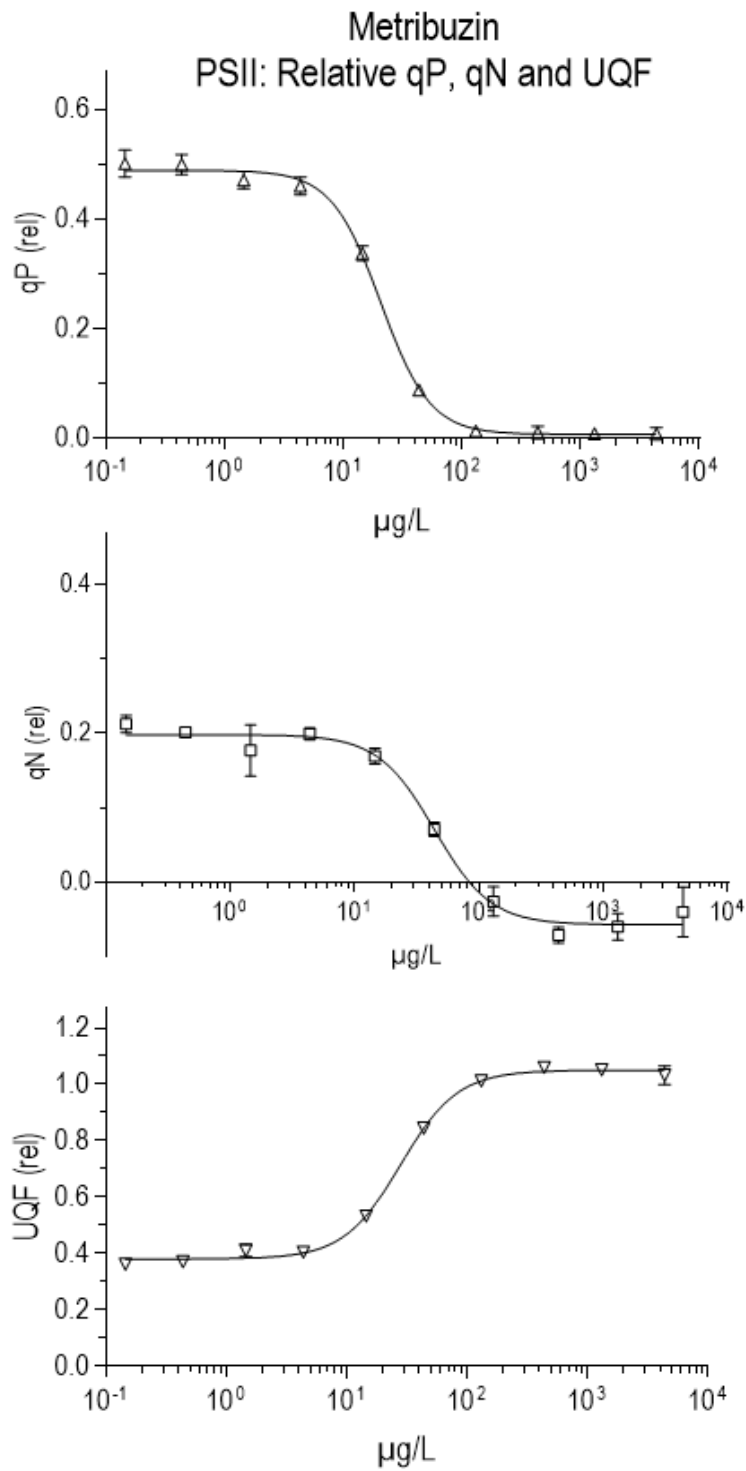 Metribuzin
PSII: Relative qP, qN and UQF
qP (rel)
0.6
0.4
0.2
0.0
10⁻¹ 10⁰ 10¹ 10² 10³ 10⁴
µg/L
qN (rel)
0.4
0.2
0.0
10⁰ 10¹ 10² 10³ 10⁴
µg/L
UQF (rel)
1.2
1.0
0.8
0.6
0.4
0.2
0.0
10⁻¹ 10⁰ 10¹ 10² 10³ 10⁴
µg/L